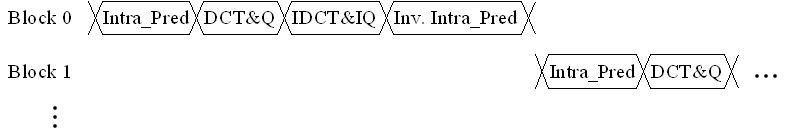 Block 0 Intra_Pred DCT&Q IDCT&IQ Inv. Intra_Pred
Block 1 Intra_Pred DCT&Q ...